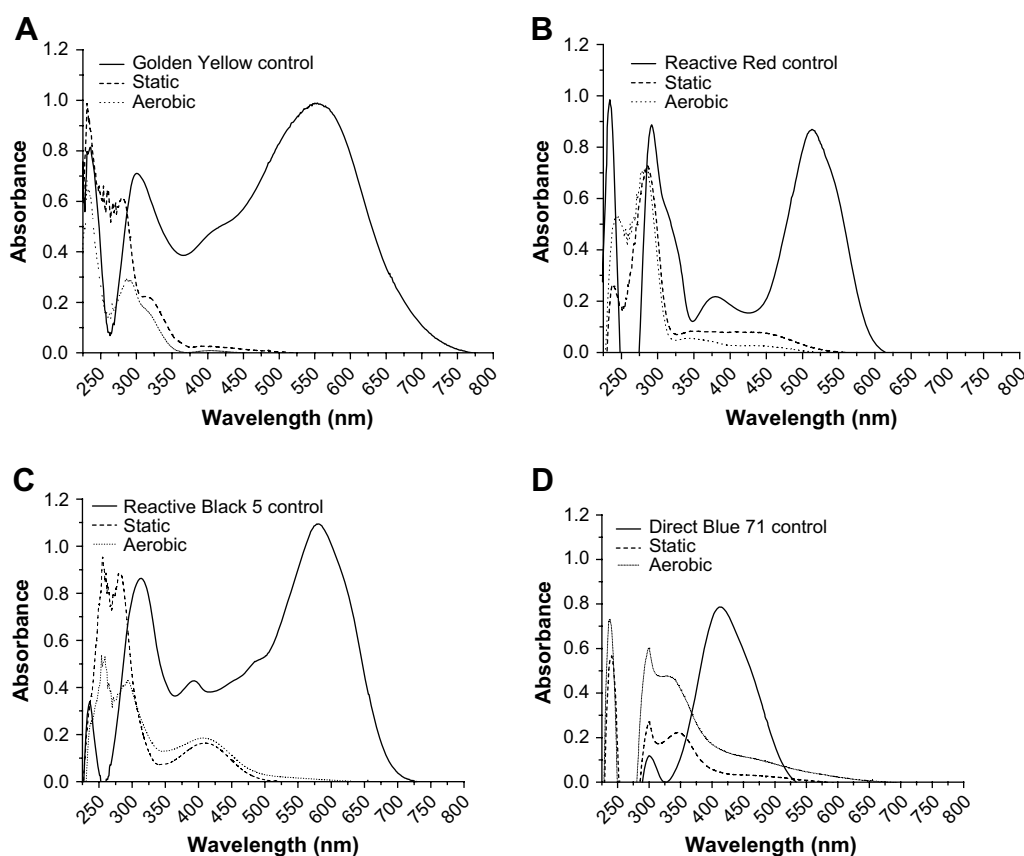 A
1.2
1.0
0.8
0.6
0.4
0.2
0.0
Absorbance
Golden Yellow control
Static
Aerobic
250 300 350 400 450 500 550 600 650 700 750 800
Wavelength (nm)
B
1.2
1.0
0.8
0.6
0.4
0.2
0.0
Absorbance
Reactive Red control
Static
Aerobic
250 300 350 400 450 500 550 600 650 700 750 800
Wavelength (nm)
C
1.2
1.0
0.8
0.6
0.4
0.2
0.0
Absorbance
Reactive Black 5 control
Static
Aerobic
250 300 350 400 450 500 550 600 650 700 750 800
Wavelength (nm)
D
1.2
1.0
0.8
0.6
0.4
0.2
0.0
Absorbance
Direct Blue 71 control
Static
Aerobic
250 300 350 400 450 500 550 600 650 700 750 800
Wavelength (nm)